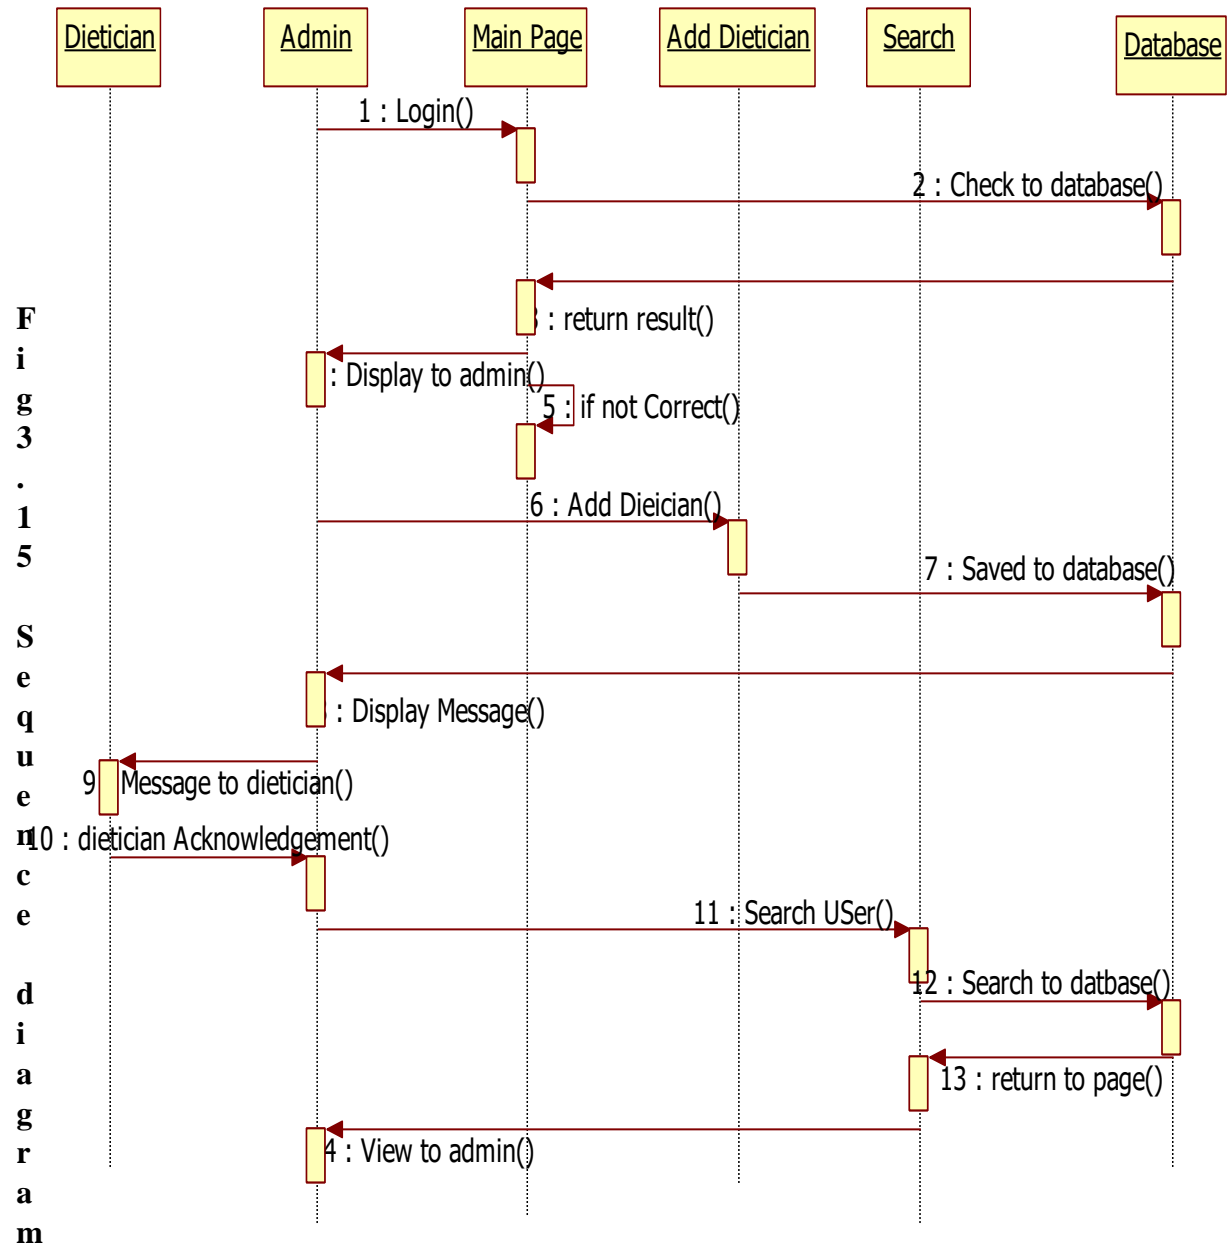 Dietician
Admin
Main Page
Add Dietician
Search
Database
1 : Login()
2 : Check to database()
: return result()
: Display to admin()
5 : if not Correct()
6 : Add Dieician()
7 : Saved to database()
: Display Message()
9 Message to dietician()
10 : dietician Acknowledgement()
11 : Search USer()
12 : Search to datbase()
13 : return to page()
4 : View to admin()
Fig3.15 Sequence diagram